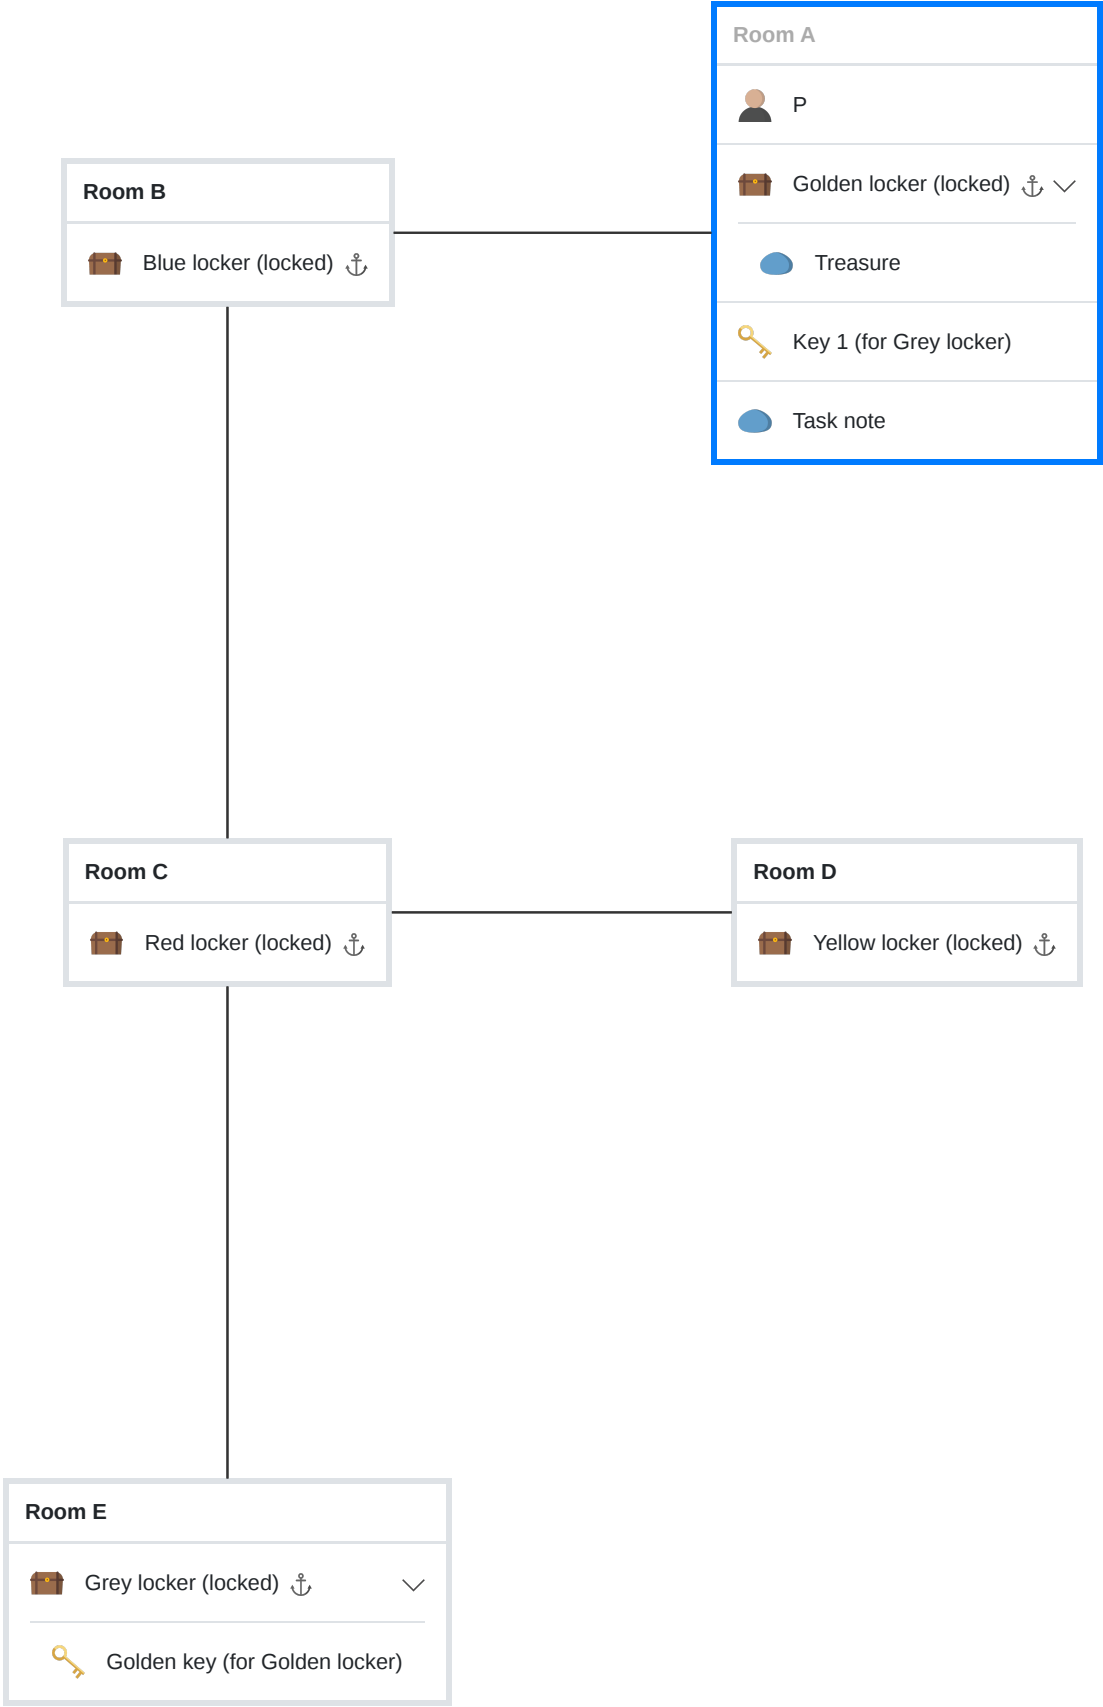 Room A
P
Golden locker (locked)
Treasure
Key 1 (for Grey locker)
Task note
Room B
Blue locker (locked)
Room C
Red locker (locked)
Room D
Yellow locker (locked)
Room E
Grey locker (locked)
Golden key (for Golden locker)